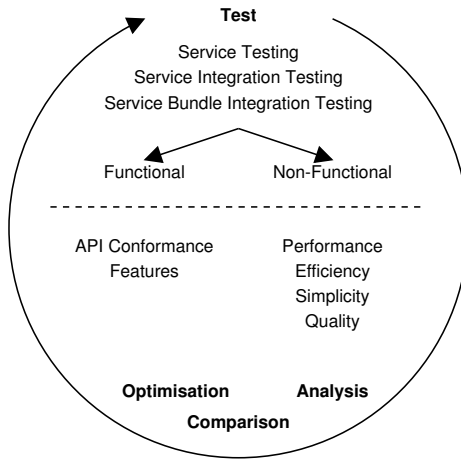 Test
Service Testing
Service Integration Testing
Service Bundle Integration Testing
Functional Non-Functional
API Conformance Performance
Features Efficiency
Simplicity
Quality
Optimisation Analysis
Comparison